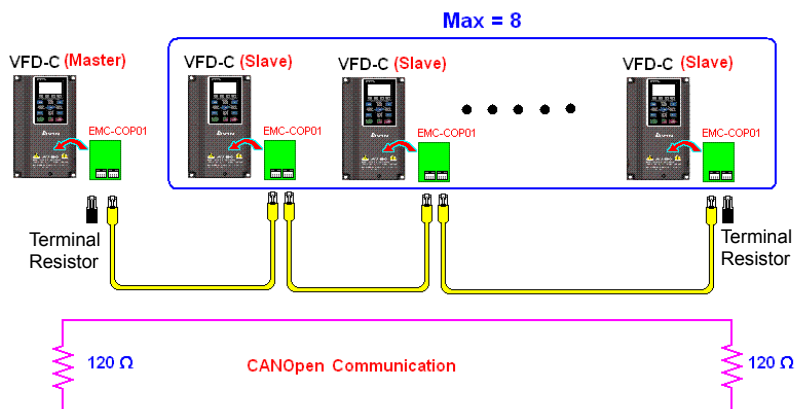 Max = 8
VFD-C (Master)
VFD-C (Slave)
VFD-C (Slave)
VFD-C (Slave)
EMC-COP01
EMC-COP01
EMC-COP01
EMC-COP01
Terminal
Resistor
Terminal
Resistor
120 Ω
CANOpen Communication
120 Ω